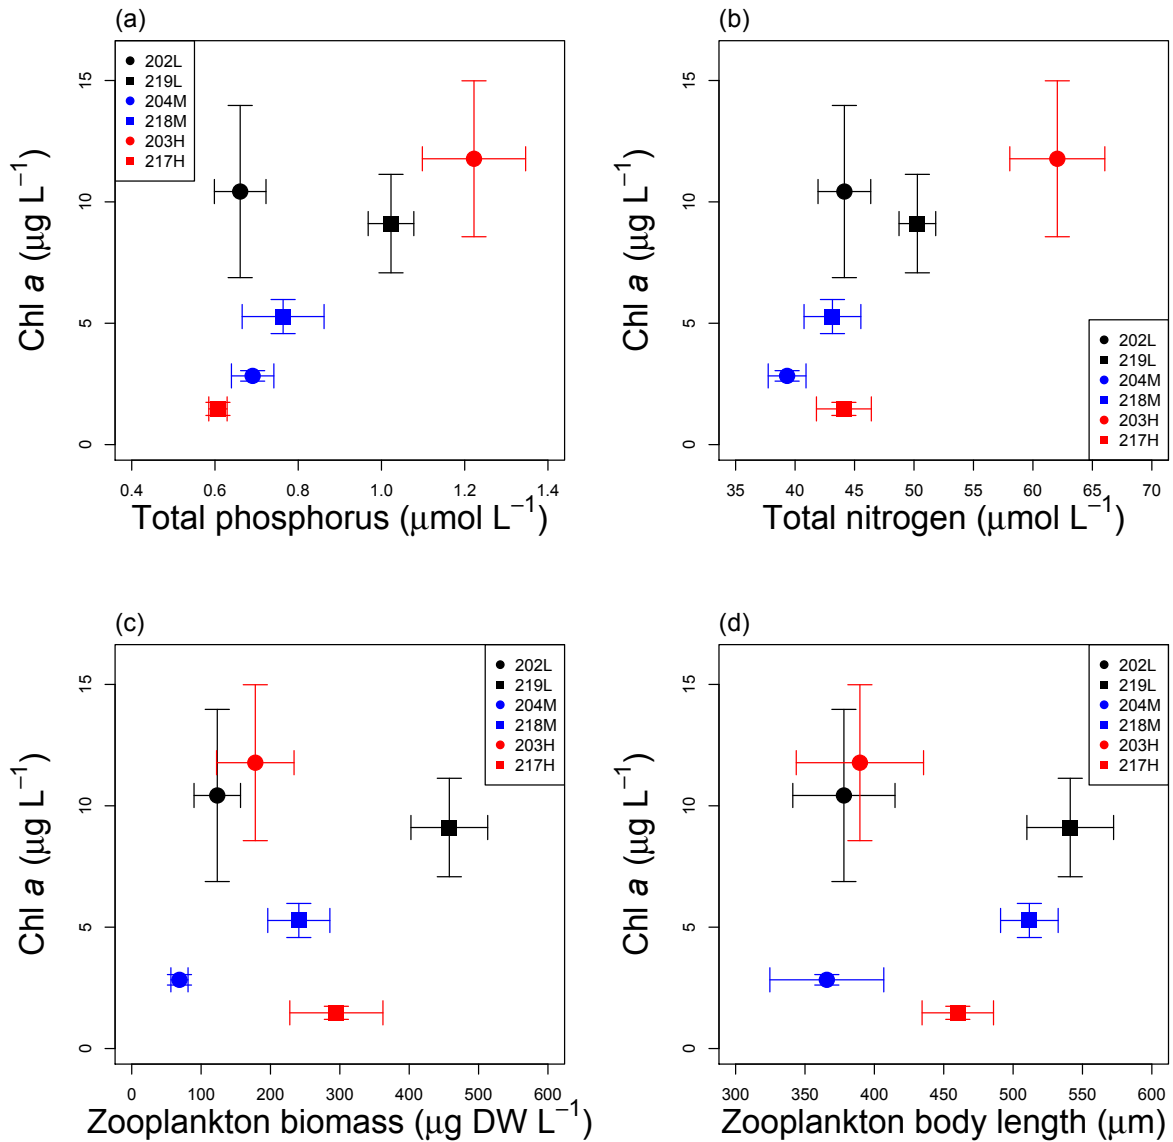 (a)
202L
219L
204M
218M
203H
217H
15
10
5
0
Chl a (μg L⁻¹)
0.4 0.6 0.8 1.0 1.2 1.4
Total phosphorus (μmol L⁻¹)
(b)
15
10
5
0
Chl a (μg L⁻¹)
202L
219L
204M
218M
203H
217H
35 40 45 50 55 60 65 70
Total nitrogen (μmol L⁻¹)
(c)
202L
219L
204M
218M
203H
217H
15
10
5
0
Chl a (μg L⁻¹)
0 100 200 300 400 500 600
Zooplankton biomass (μg DW L⁻¹)
(d)
202L
219L
204M
218M
203H
217H
15
10
5
0
Chl a (μg L⁻¹)
300 350 400 450 500 550 600
Zooplankton body length (μm)